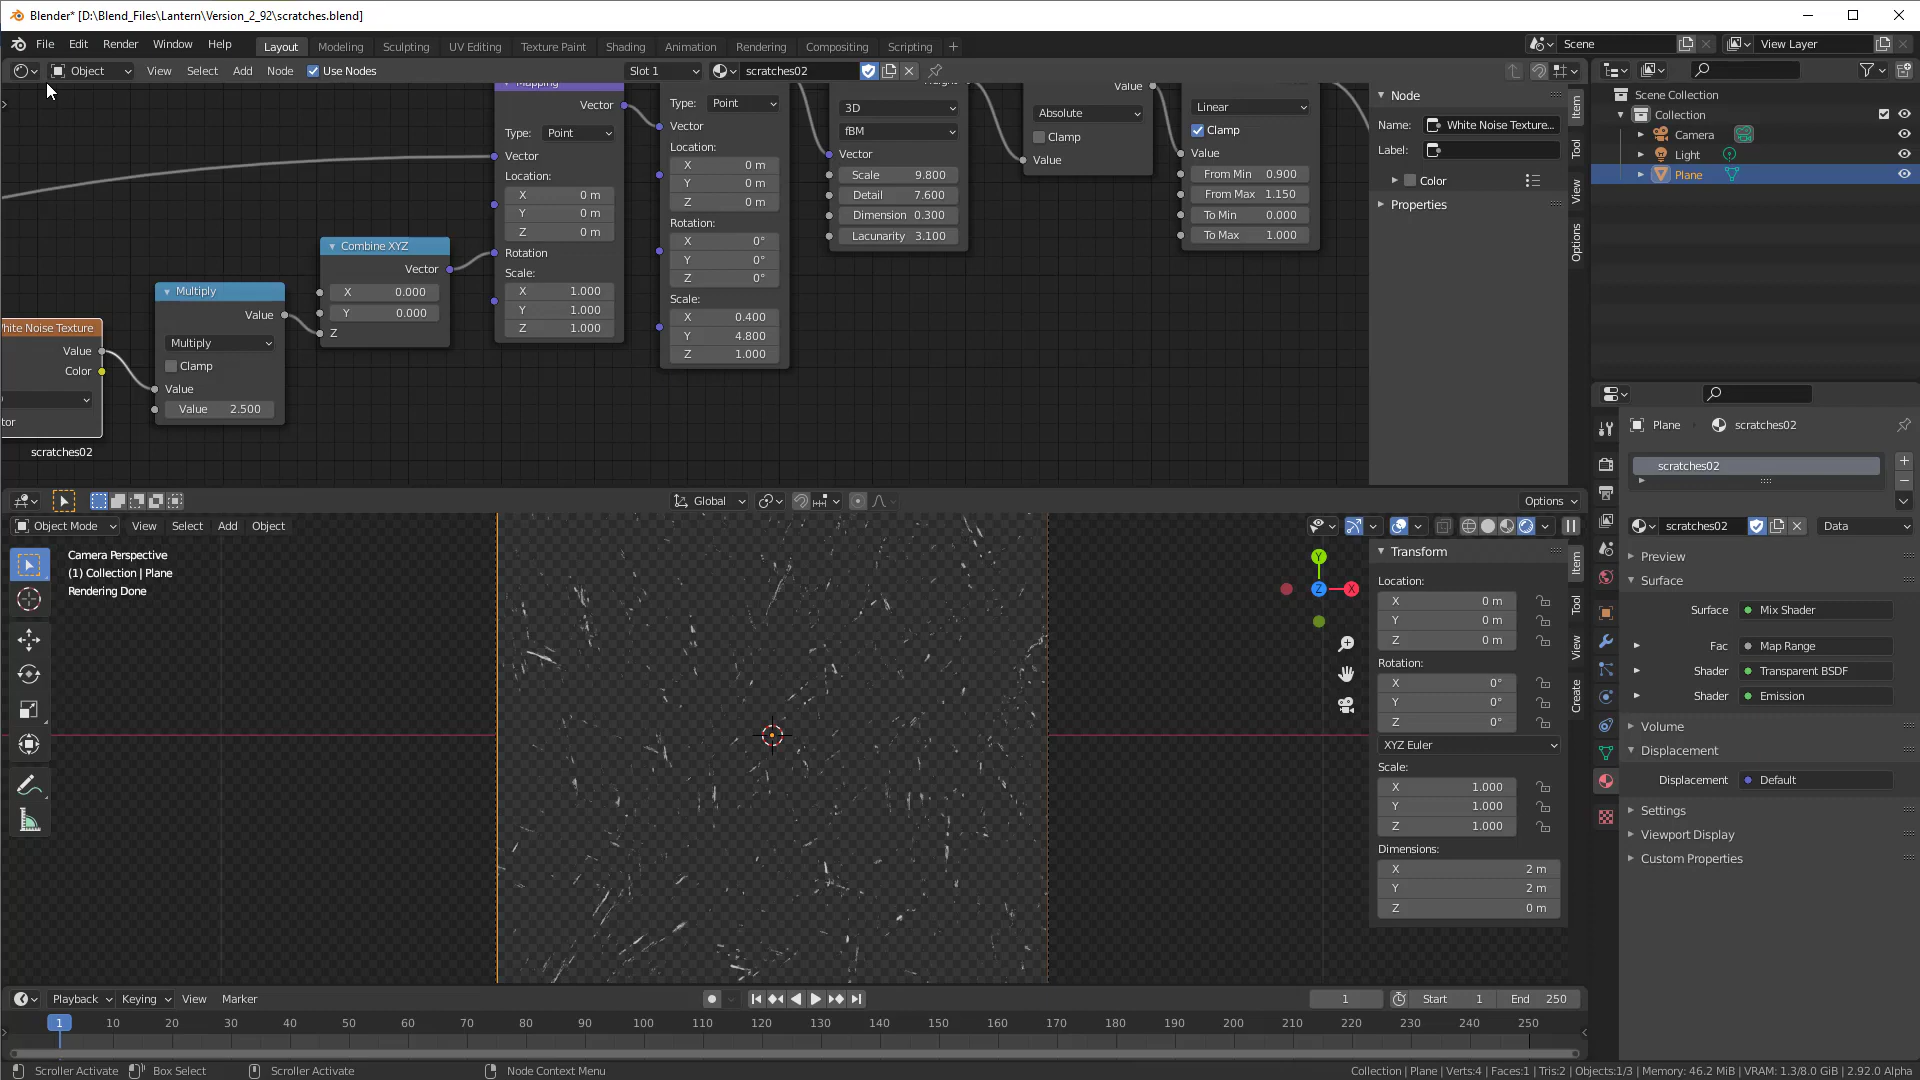 Blender* [D:\Blend_Files\Lantern\Version_2_92\scratches.blend]
File Edit Render Window Help Layout Modeling Sculpting UV Editing Texture Paint Shading Animation Rendering Compositing Scripting + Scene View Layer
Object View Select Add Node Use Nodes Slot 1 scratches02
Mapping
Vector
Type: Point
Vector
Location:
X 0 m
Y 0 m
Z 0 m
Rotation
Scale:
X 1.000
Y 1.000
Z 1.000
Type: Point
Vector
Location:
X 0 m
Y 0 m
Z 0 m
Rotation:
X 0°
Y 0°
Z 0°
Scale:
X 0.400
Y 4.800
Z 1.000
3D
fBM
Vector
Scale 9.800
Detail 7.600
Dimension 0.300
Lacunarity 3.100
Value
Absolute
Clamp
Value
Linear
Clamp
Value
From Min 0.900
From Max 1.150
To Min 0.000
To Max 1.000
Combine XYZ
Vector
X 0.000
Y 0.000
Z
Multiply
Value
Multiply
Clamp
Value
Value 2.500
hite Noise Texture
Value
Color
tor
scratches02
Node
Name: White Noise Texture...
Label:
Color
Properties
Item
Tool
View
Options
Scene Collection
Collection
Camera
Light
Plane
Global Options
Object Mode View Select Add Object
Camera Perspective
(1) Collection | Plane
Rendering Done
Y
Z
X
Transform
Location:
X 0 m
Y 0 m
Z 0 m
Rotation:
X 0°
Y 0°
Z 0°
XYZ Euler
Scale:
X 1.000
Y 1.000
Z 1.000
Dimensions:
X 2 m
Y 2 m
Z 0 m
Item
Tool
View
Create
Plane scratches02
scratches02
scratches02 Data
Preview
Surface
Surface Mix Shader
Fac Map Range
Shader Transparent BSDF
Shader Emission
Volume
Displacement
Displacement Default
Settings
Viewport Display
Custom Properties
Playback Keying View Marker 1 Start 1 End 250
1 10 20 30 40 50 60 70 80 90 100 110 120 130 140 150 160 170 180 190 200 210 220 230 240 250
Scroller Activate Box Select Scroller Activate Node Context Menu Collection | Plane | Verts:4 | Faces:1 | Tris:2 | Objects:1/3 | Memory: 46.2 MiB | VRAM: 1.3/8.0 GiB | 2.92.0 Alpha